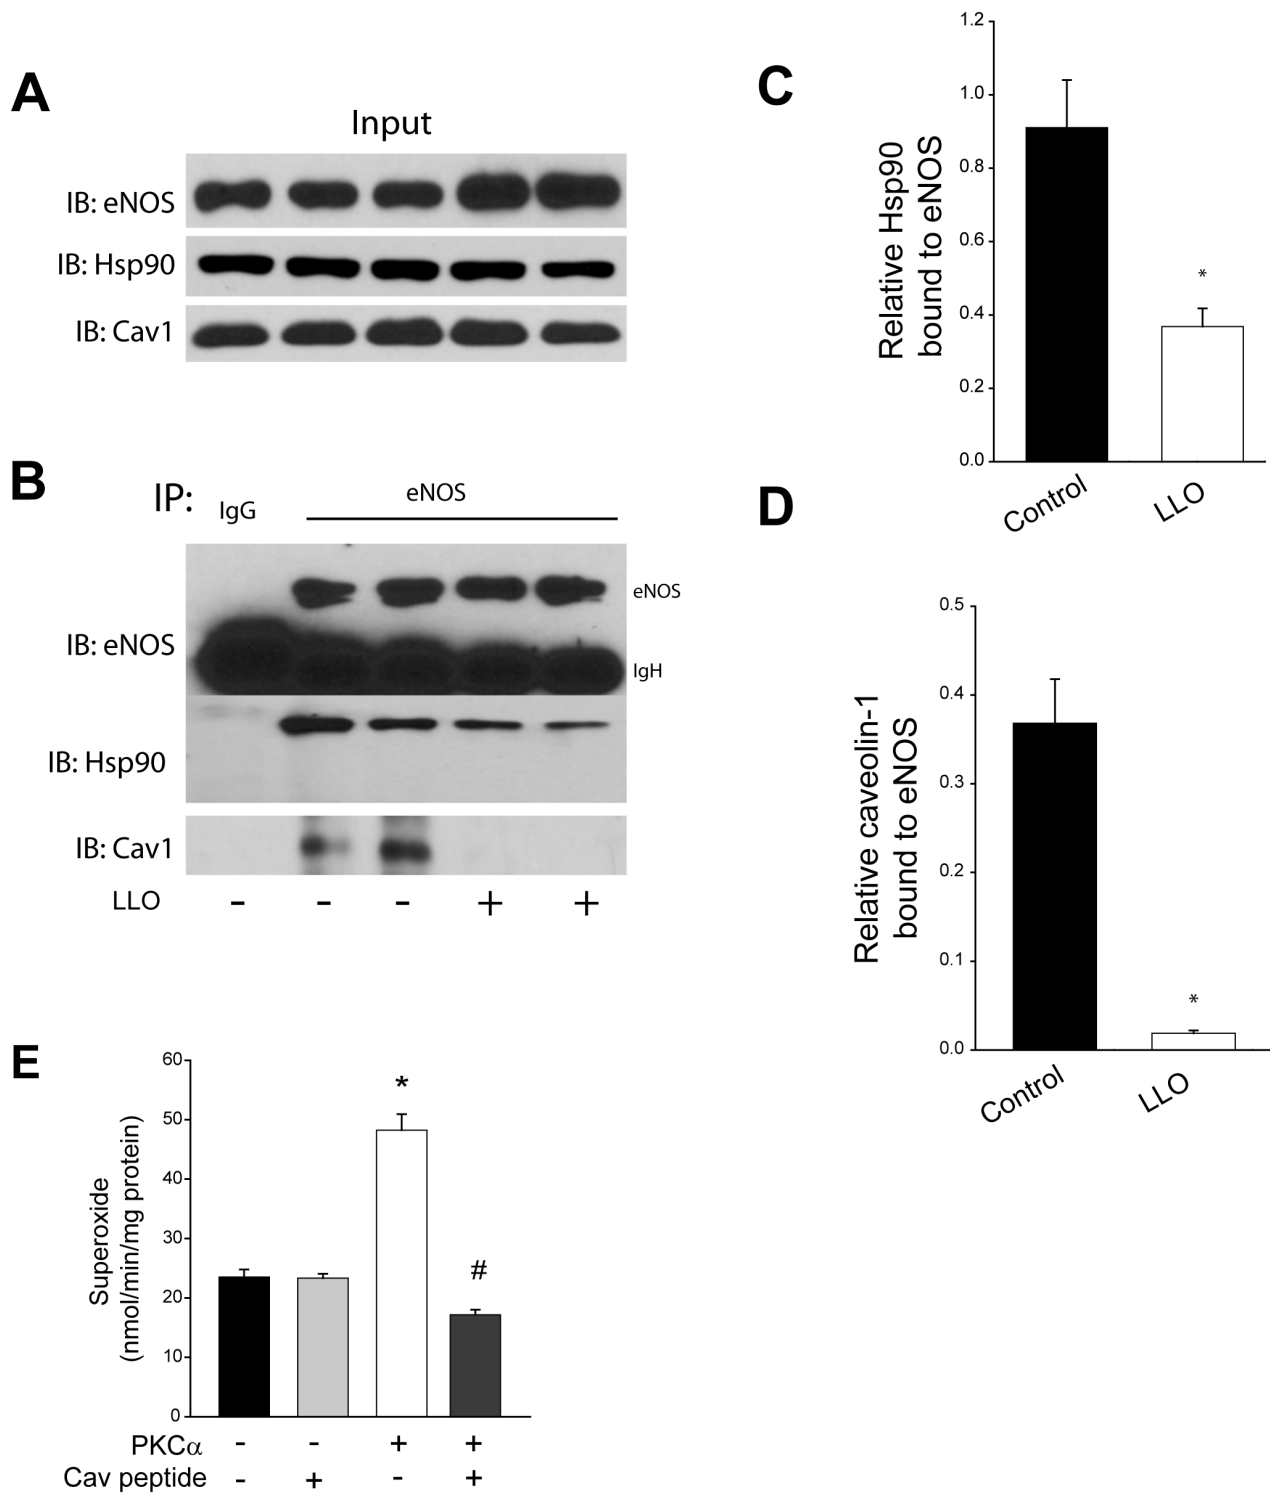 A
Input
IB: eNOS
IB: Hsp90
IB: Cav1
B
IP:
IgG
eNOS
IB: eNOS
eNOS
IgH
IB: Hsp90
IB: Cav1
LLO - - - + +
C
Relative Hsp90
bound to eNOS
1.2
1.0
0.8
0.6
0.4
0.2
0.0
*
Control
LLO
D
Relative caveolin-1
bound to eNOS
0.5
0.4
0.3
0.2
0.1
0.0
*
Control
LLO
E
Superoxide
(nmol/min/mg protein)
60
50
40
30
20
10
0
*
#
PKCα - - + +
Cav peptide - + - +